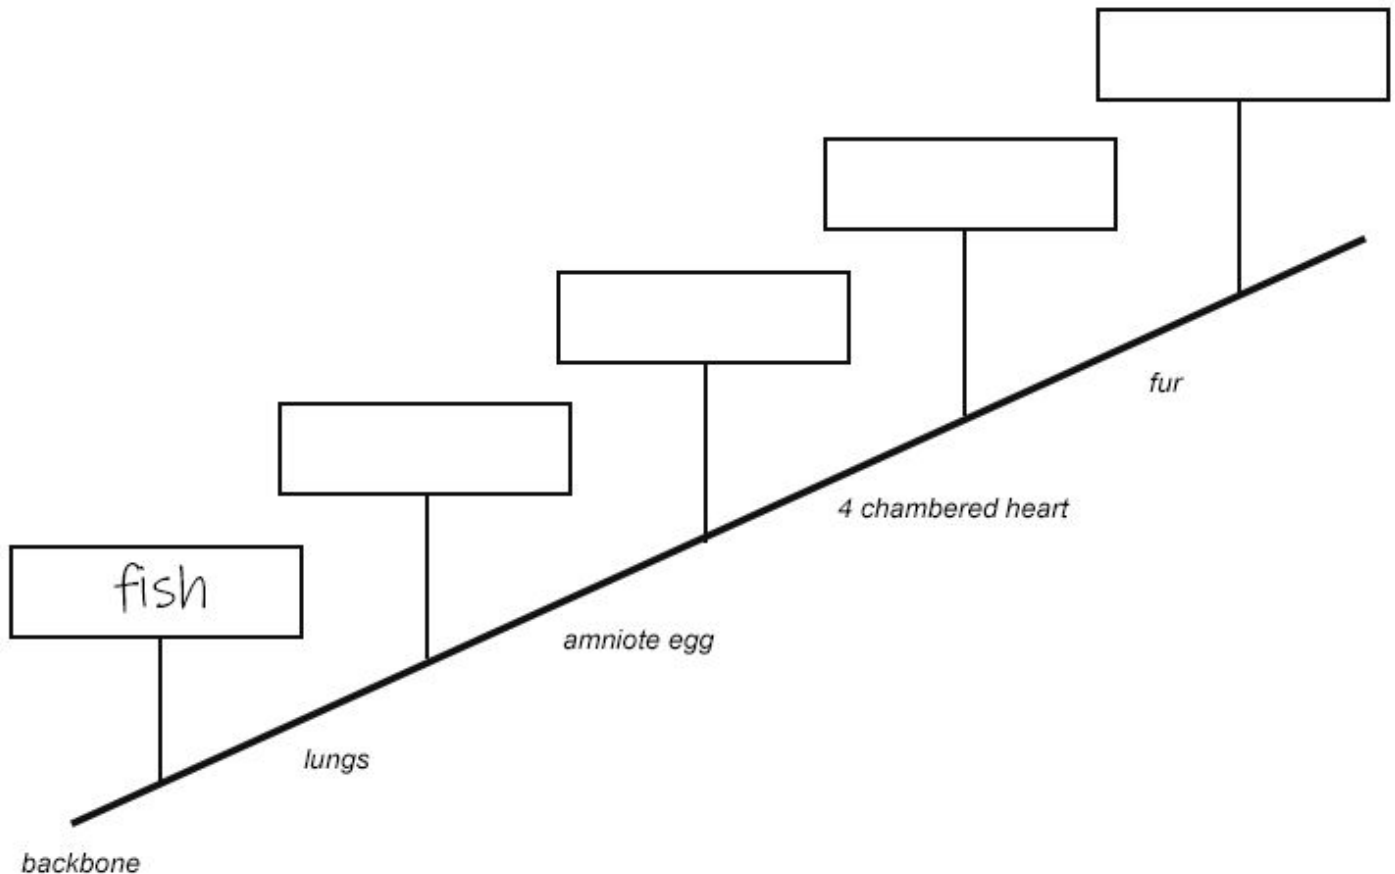 fur
4 chambered heart
fish
amniote egg
lungs
backbone